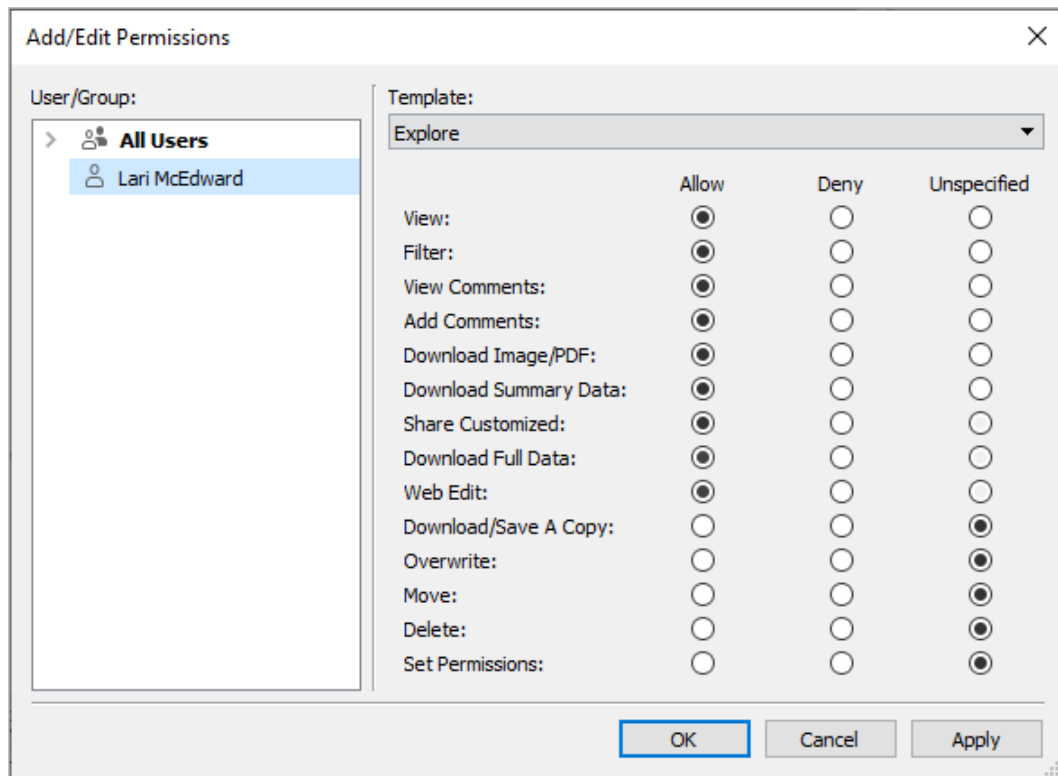 Add/Edit Permissions
User/Group:
All Users
Lari McEdward
Template:
Explore
Allow Deny Unspecified
View:
Filter:
View Comments:
Add Comments:
Download Image/PDF:
Download Summary Data:
Share Customized:
Download Full Data:
Web Edit:
Download/Save A Copy:
Overwrite:
Move:
Delete:
Set Permissions:
OK Cancel Apply